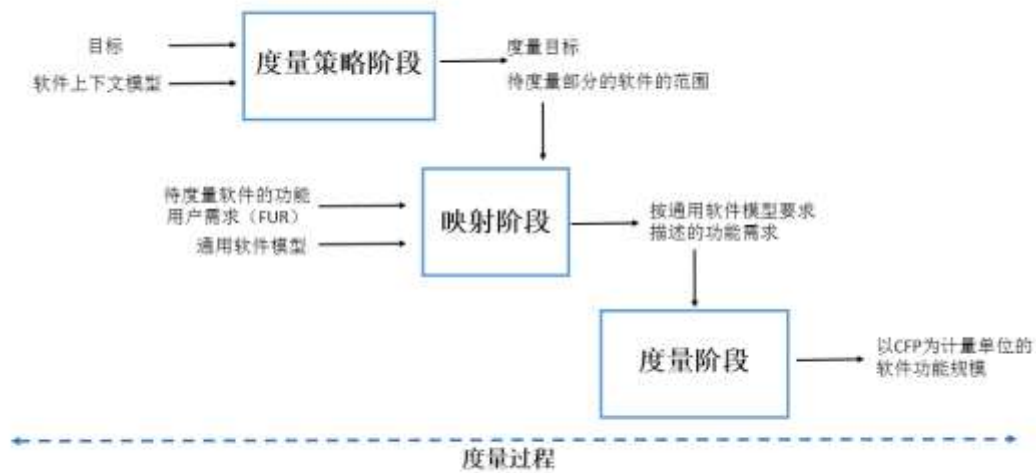 目标
软件上下文模型
度量策略阶段
度量目标
待度量部分的软件的范围
待度量软件的功能
用户需求（FUR）
通用软件模型
映射阶段
按通用软件模型要求
描述的功能需求
度量阶段
以CFP为计量单位的
软件功能规模
度量过程